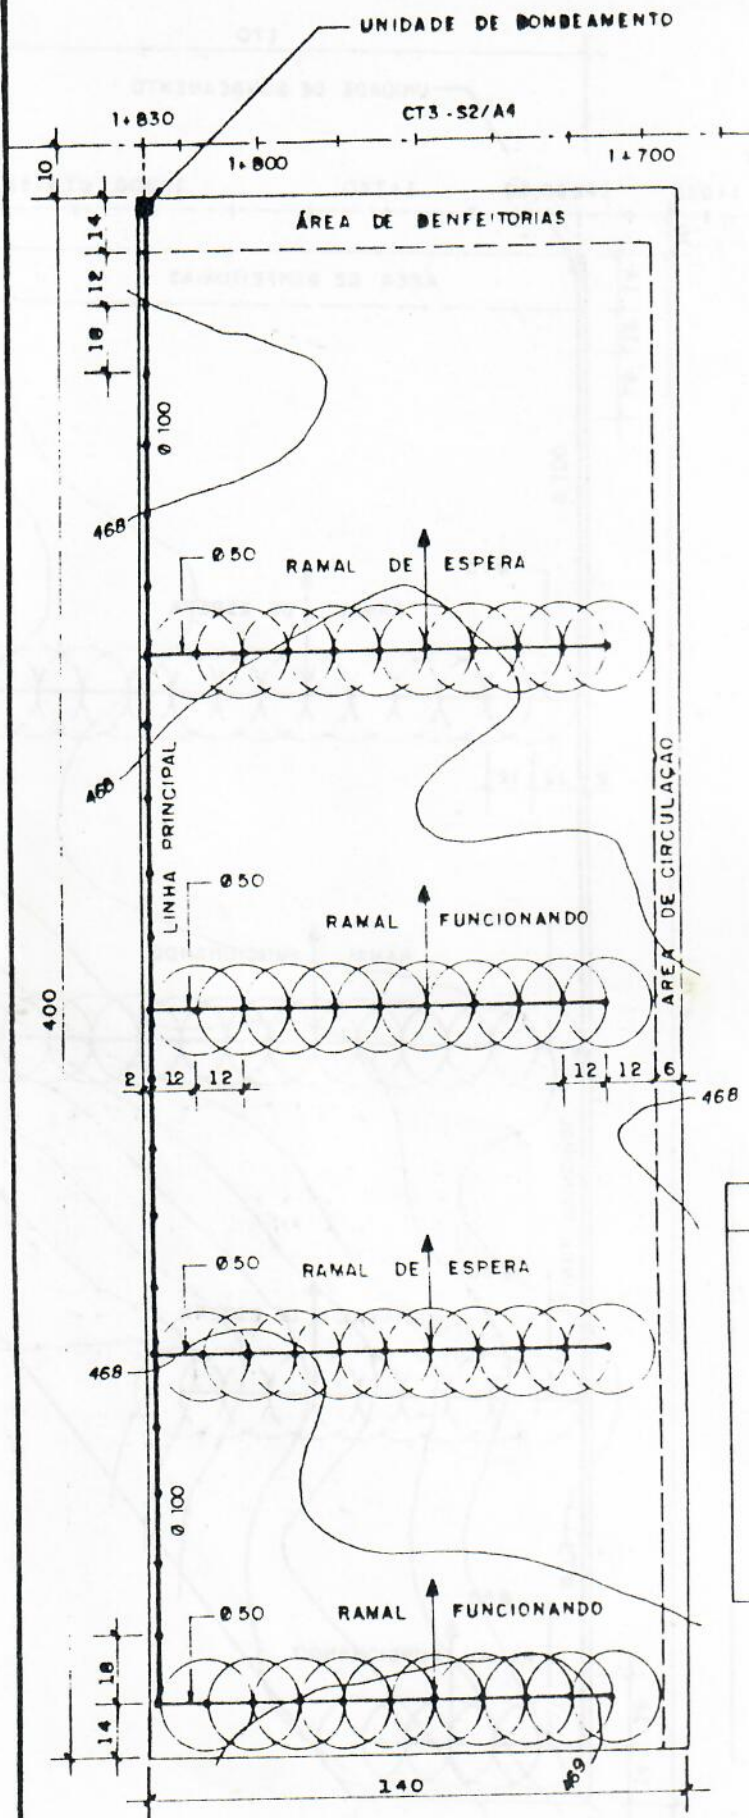 UNIDADE DE BOMBEAMENTO
1+830
CT3 - S2/A4
1+800
1+700
10
14
ÁREA DE BENFEITORIAS
12
18
Ø 100
468
Ø 50
RAMAL DE ESPERA
468
LINHA PRINCIPAL
ÁREA DE CIRCULAÇÃO
Ø 50
RAMAL FUNCIONANDO
400
2
12
12
12
12
6
468
Ø 50
RAMAL DE ESPERA
468
Ø 100
Ø 50
RAMAL FUNCIONANDO
18
14
469
140